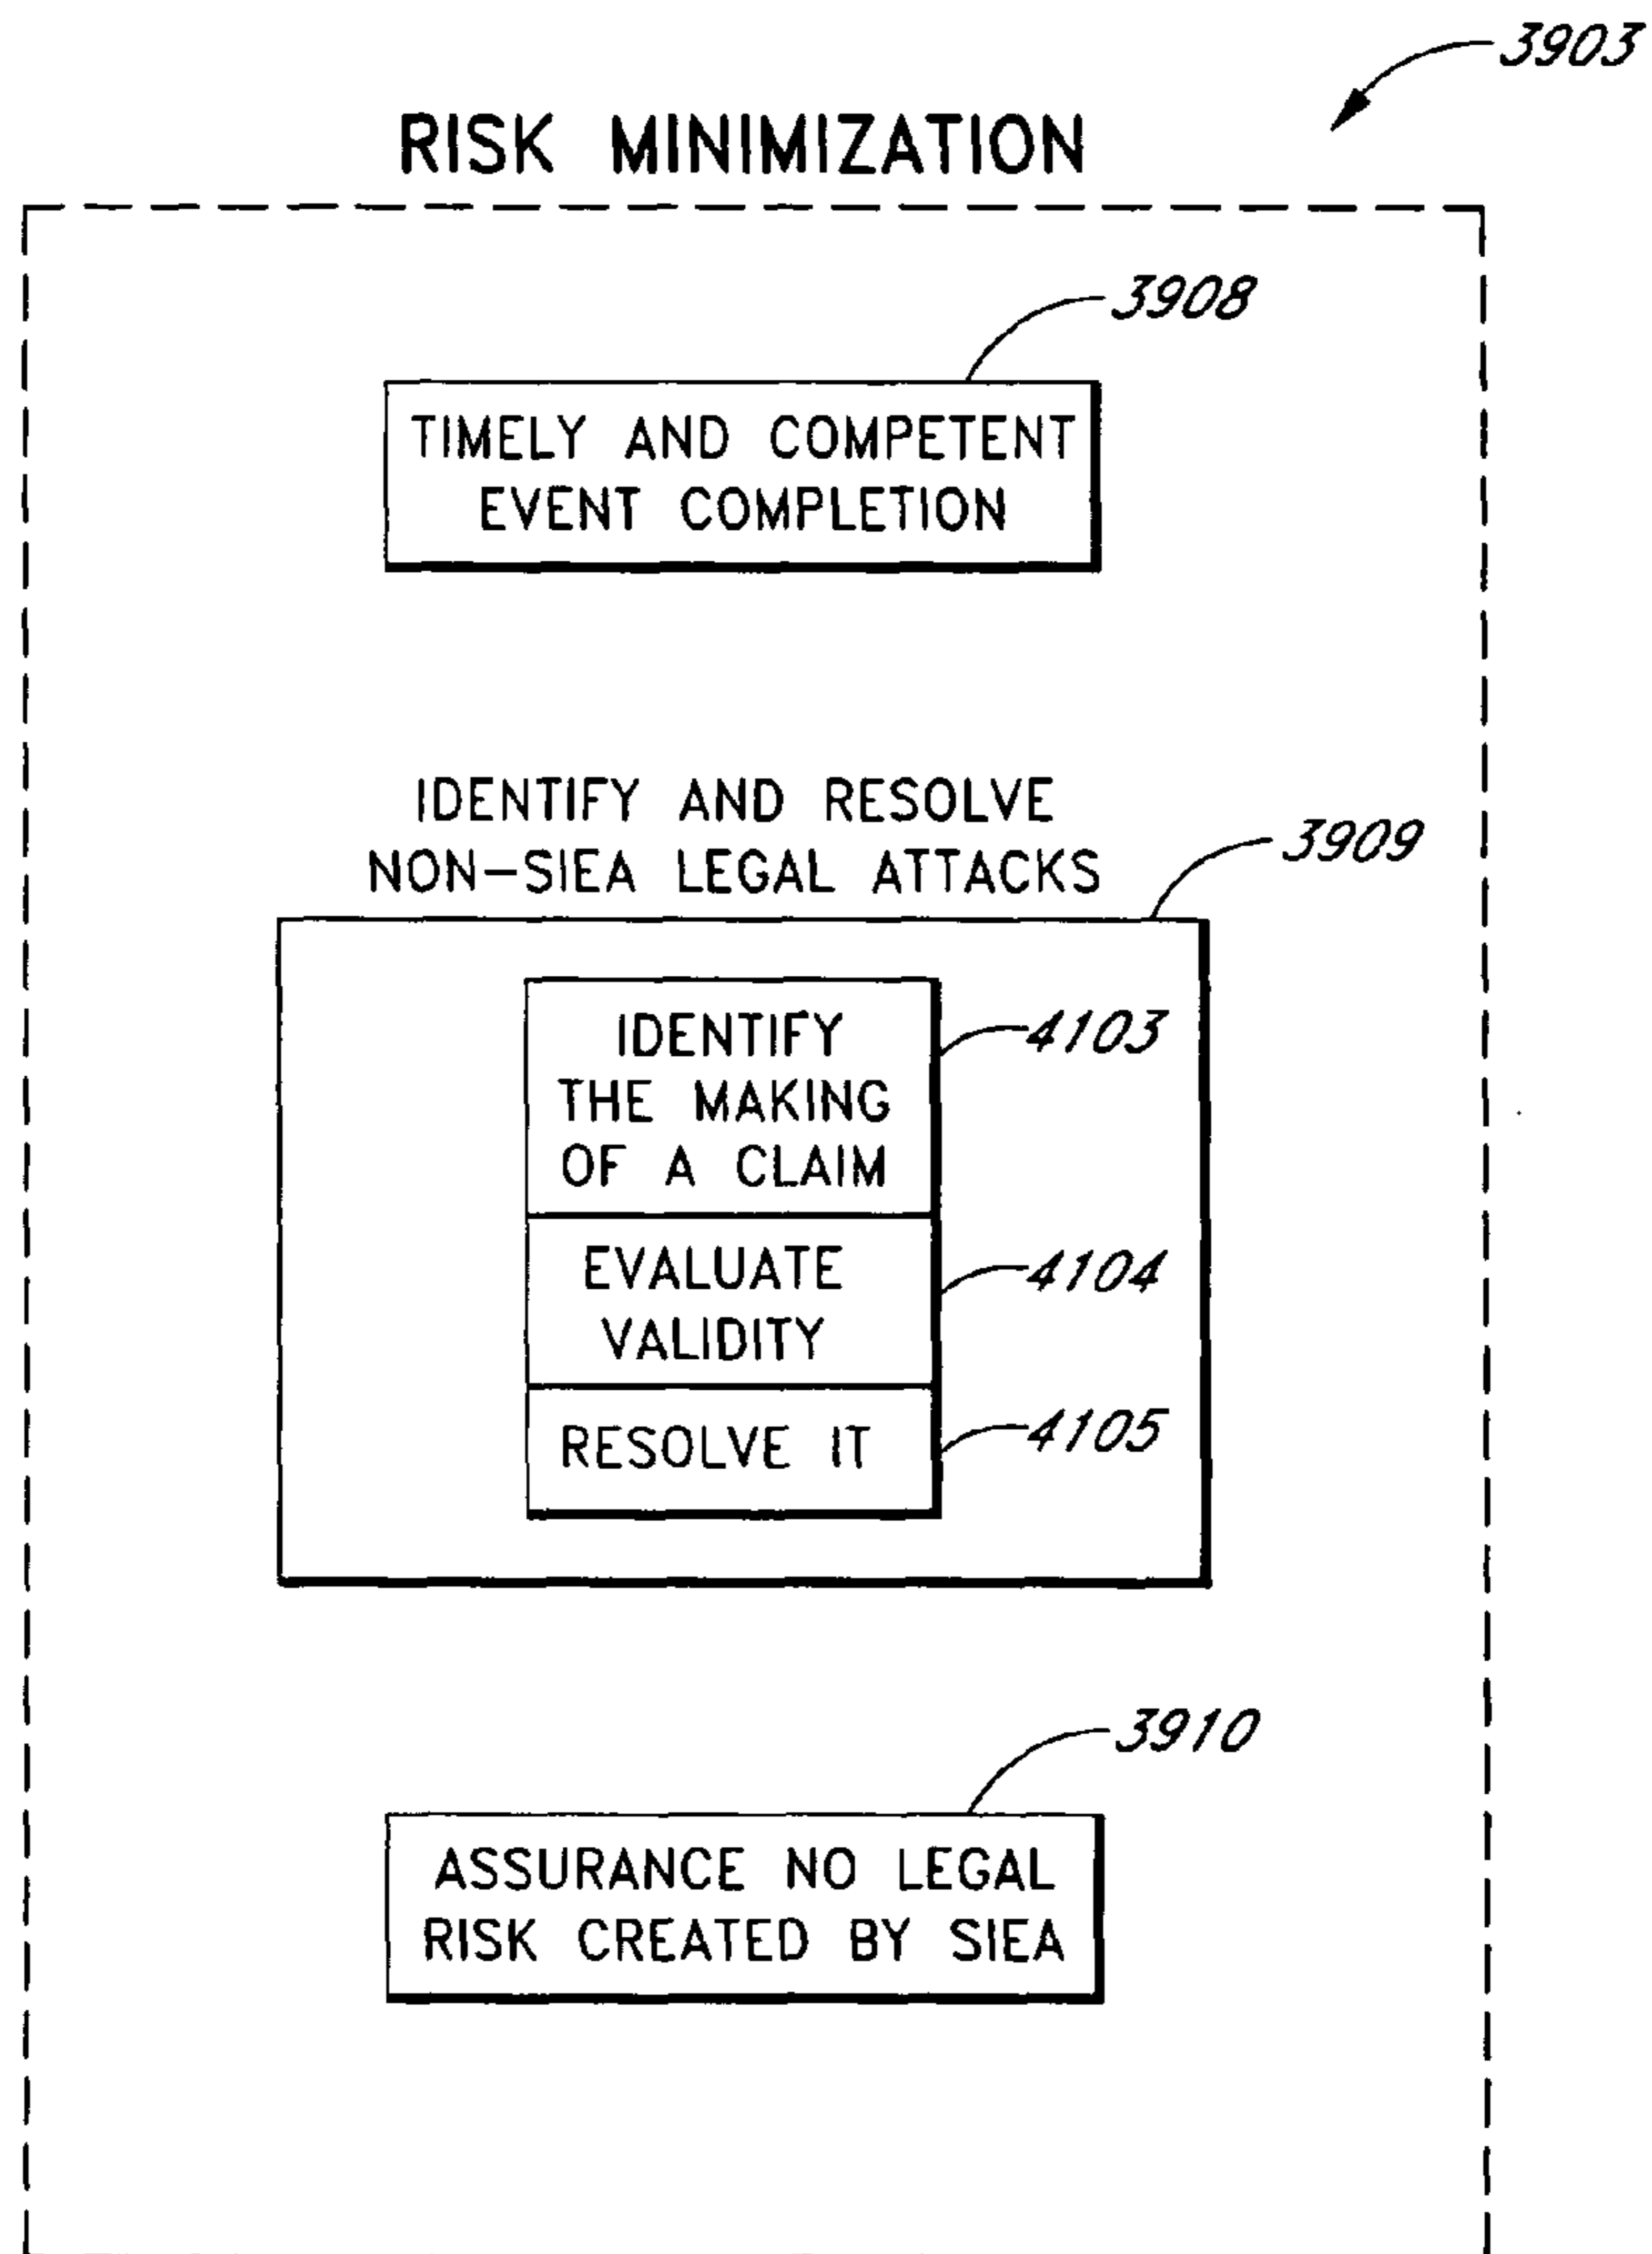 3903
RISK MINIMIZATION
3908
TIMELY AND COMPETENT
EVENT COMPLETION
IDENTIFY AND RESOLVE
NON-SIEA LEGAL ATTACKS
3909
IDENTIFY
THE MAKING
OF A CLAIM
4103
EVALUATE
VALIDITY
4104
RESOLVE IT
4105
3910
ASSURANCE NO LEGAL
RISK CREATED BY SIEA